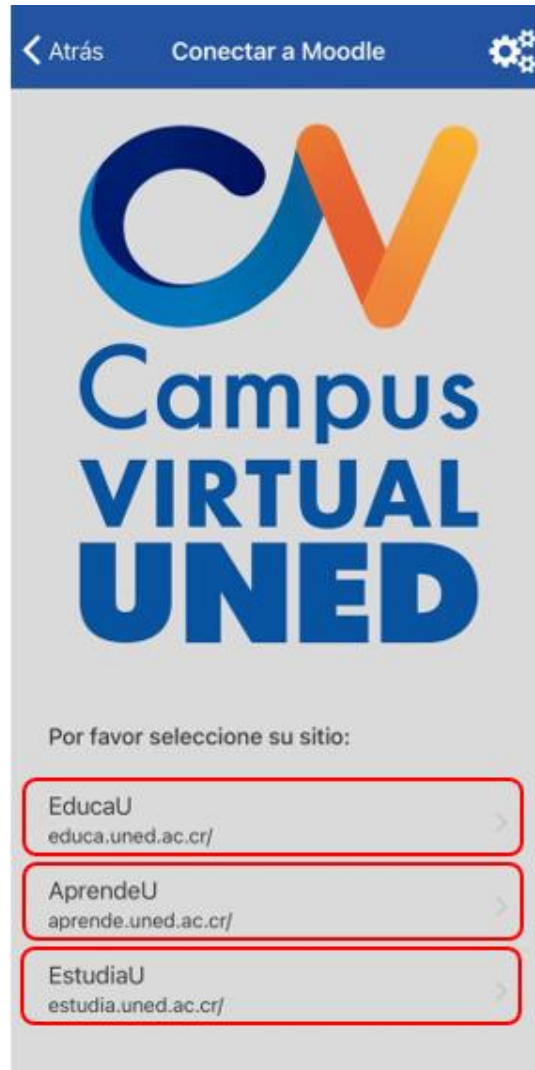 Atrás
Conectar a Moodle
Campus
VIRTUAL
UNED
Por favor seleccione su sitio:
EducaU
educa.uned.ac.cr/
AprendeU
aprende.uned.ac.cr/
EstudiaU
estudia.uned.ac.cr/